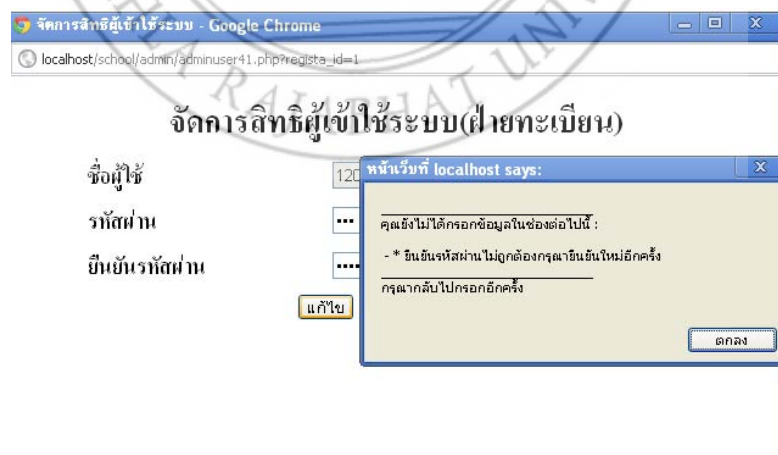 จัดการสิทธิผู้เข้าใช้ระบบ - Google Chrome
localhost/school/admin/adminuser41.php?regista_id=1
RAJABHAT UNIV
จัดการสิทธิผู้เข้าใช้ระบบ(ฝ่ายทะเบียน)
ชื่อผู้ใช้ 120
รหัสผ่าน
ยืนยันรหัสผ่าน
แก้ไข
หน้าเว็บที่ localhost says:
คุณยังไม่ได้กรอกข้อมูลในช่องต่อไปนี้ :
- * ยืนยันรหัสผ่านไม่ถูกต้องกรุณายืนยันใหม่อีกครั้ง
กรุณากลับไปกรอกอีกครั้ง
ตกลง